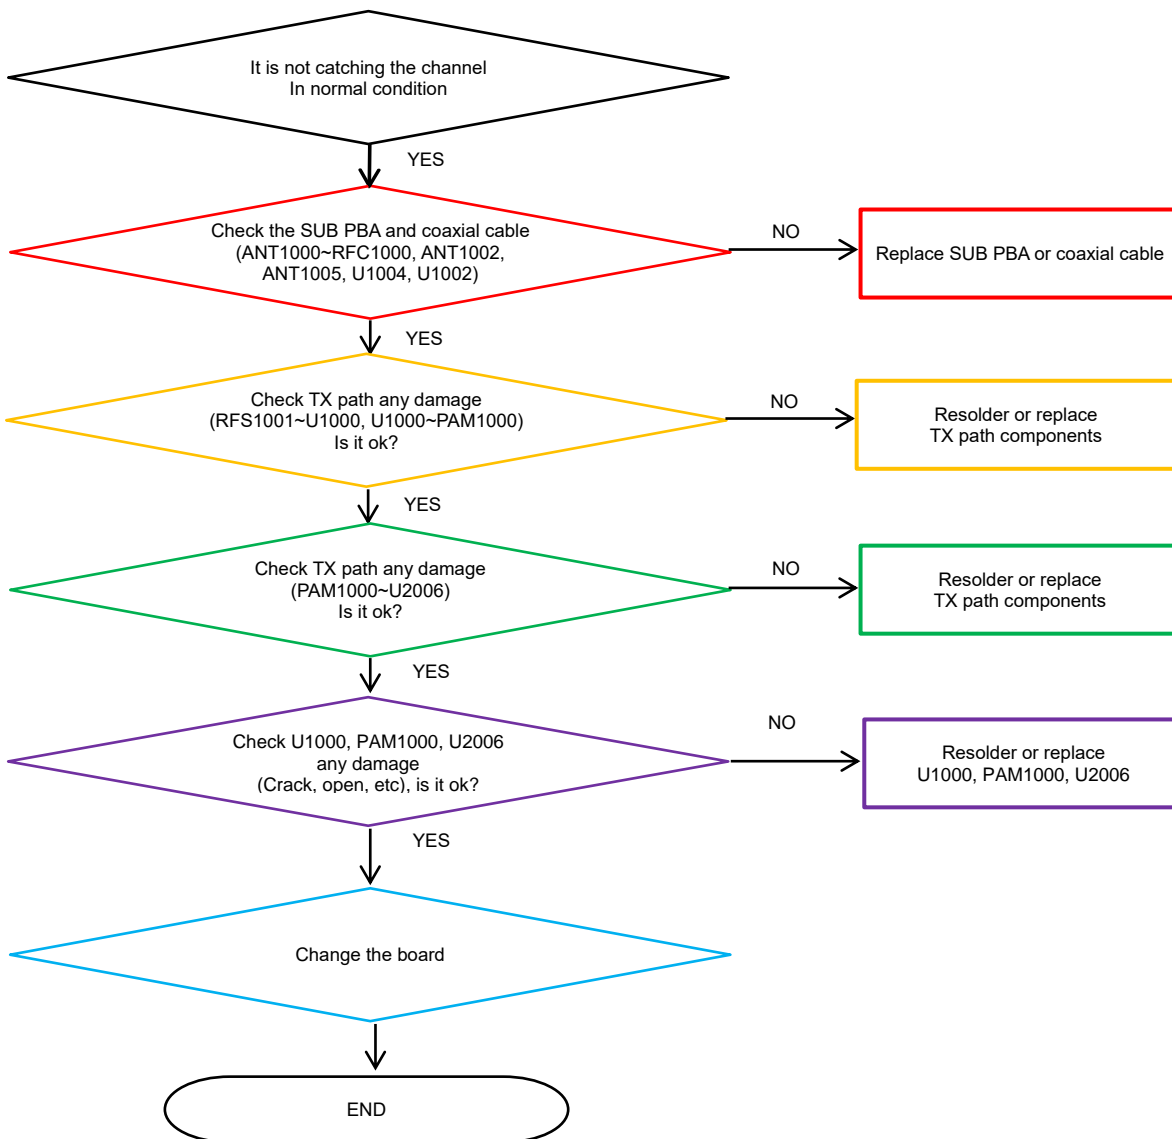 It is not catching the channel
In normal condition
YES
Check the SUB PBA and coaxial cable
(ANT1000~RFC1000, ANT1002,
ANT1005, U1004, U1002)
NO
Replace SUB PBA or coaxial cable
YES
Check TX path any damage
(RFS1001~U1000, U1000~PAM1000)
Is it ok?
NO
Resolder or replace
TX path components
YES
Check TX path any damage
(PAM1000~U2006)
Is it ok?
NO
Resolder or replace
TX path components
YES
Check U1000, PAM1000, U2006
any damage
(Crack, open, etc), is it ok?
NO
Resolder or replace
U1000, PAM1000, U2006
YES
Change the board
END